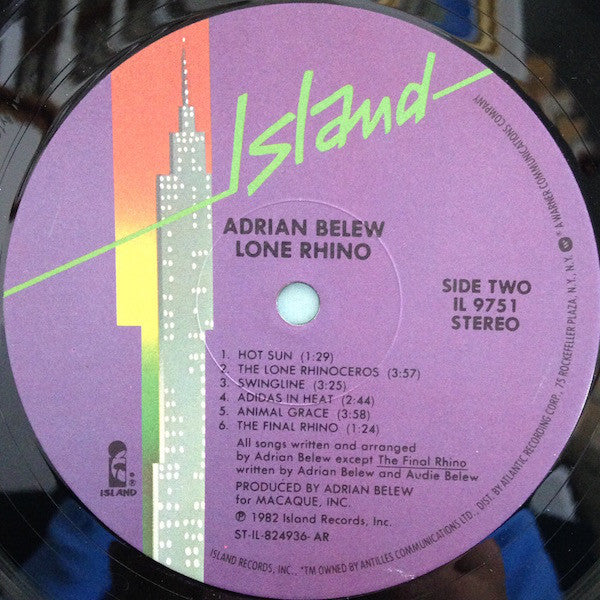 Island
ADRIAN BELEW
LONE RHINO
SIDE TWO
IL 9751
STEREO
1. HOT SUN (1:29)
2. THE LONE RHINOCEROS (3:57)
3. SWINGLINE (3:25)
4. ADIDAS IN HEAT (2:44)
5. ANIMAL GRACE (3:58)
6. THE FINAL RHINO (1:24)
All songs written and arranged
by Adrian Belew except The Final Rhino
written by Adrian Belew and Audie Belew
PRODUCED BY ADRIAN BELEW
for MACAQUE, INC.
℗ 1982 Island Records, Inc.
ST-IL-824936-AR
ISLAND®
ISLAND RECORDS, INC., *TM OWNED BY ANTILLES COMMUNICATIONS LTD., DIST. BY ATLANTIC RECORDING CORP., 75 ROCKEFELLER PLAZA, N.Y., N.Y. A WARNER COMMUNICATIONS COMPANY